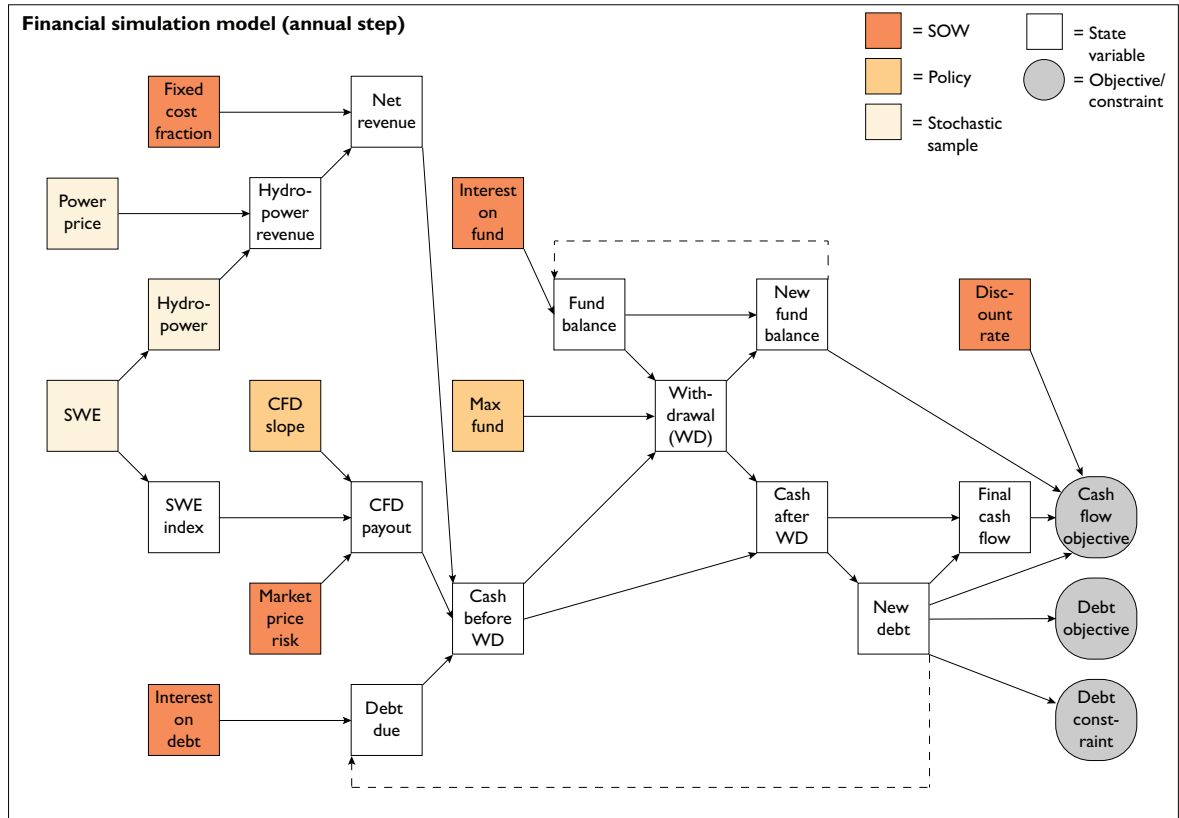 Financial simulation model (annual step)
= SOW
= State
variable
= Policy
= Objective/
constraint
= Stochastic
sample
Fixed
cost
fraction
Net
revenue
Power
price
Hydro-
power
revenue
Interest
on
fund
Hydro-
power
Fund
balance
New
fund
balance
Disc-
ount
rate
SWE
CFD
slope
Max
fund
With-
drawal
(WD)
SWE
index
CFD
payout
Cash
after
WD
Final
cash
flow
Cash
flow
objective
Market
price
risk
Cash
before
WD
New
debt
Debt
objective
Interest
on
debt
Debt
due
Debt
const-
raint